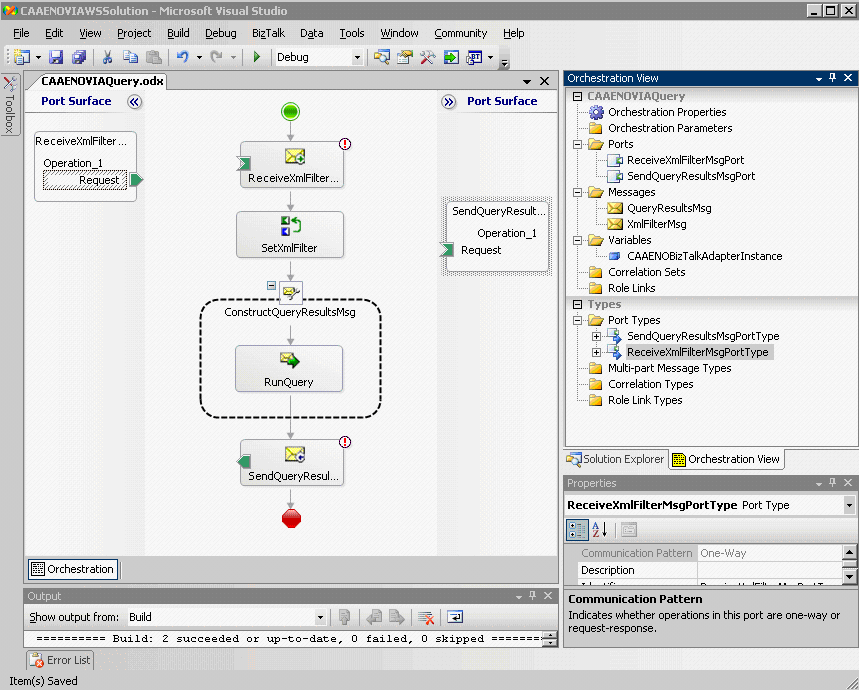 CAAENOVIAWSSolution - Microsoft Visual Studio
File Edit View Project Build Debug BizTalk Data Tools Window Community Help
Debug
Toolbox
CAAENOVIAQuery.odx
Port Surface
Port Surface
ReceiveXmlFilter ...
Operation_1
Request
ReceiveXmlFilter...
SetXmlFilter
ConstructQueryResultsMsg
RunQuery
SendQueryResul...
SendQueryResult...
Operation_1
Request
Orchestration
Orchestration View
CAAENOVIAQuery
Orchestration Properties
Orchestration Parameters
Ports
ReceiveXmlFilterMsgPort
SendQueryResultsMsgPort
Messages
QueryResultsMsg
XmlFilterMsg
Variables
CAAENOBizTalkAdapterInstance
Correlation Sets
Role Links
Types
Port Types
SendQueryResultsMsgPortType
ReceiveXmlFilterMsgPortType
Multi-part Message Types
Correlation Types
Role Link Types
Solution Explorer Orchestration View
Properties
ReceiveXmlFilterMsgPortType Port Type
Communication Pattern One-Way
Description
Communication Pattern
Indicates whether operations in this port are one-way or
request-response.
Output
Show output from: Build
========== Build: 2 succeeded or up-to-date, 0 failed, 0 skipped =======
Error List
Item(s) Saved